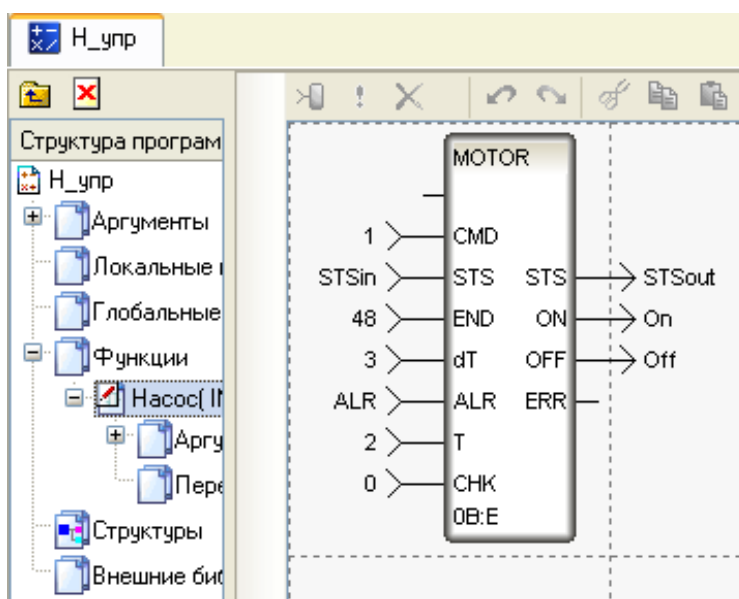 Н_упр
Структура програм
Н_упр
Аргументы
Локальные
Глобальные
Функции
Насос( IN
Аргу
Пере
Структуры
Внешние биб
MOTOR
1 CMD
STSin STS STS STSout
48 END ON On
3 dT OFF Off
ALR ALR ERR
2 T
0 CHK
0B:E